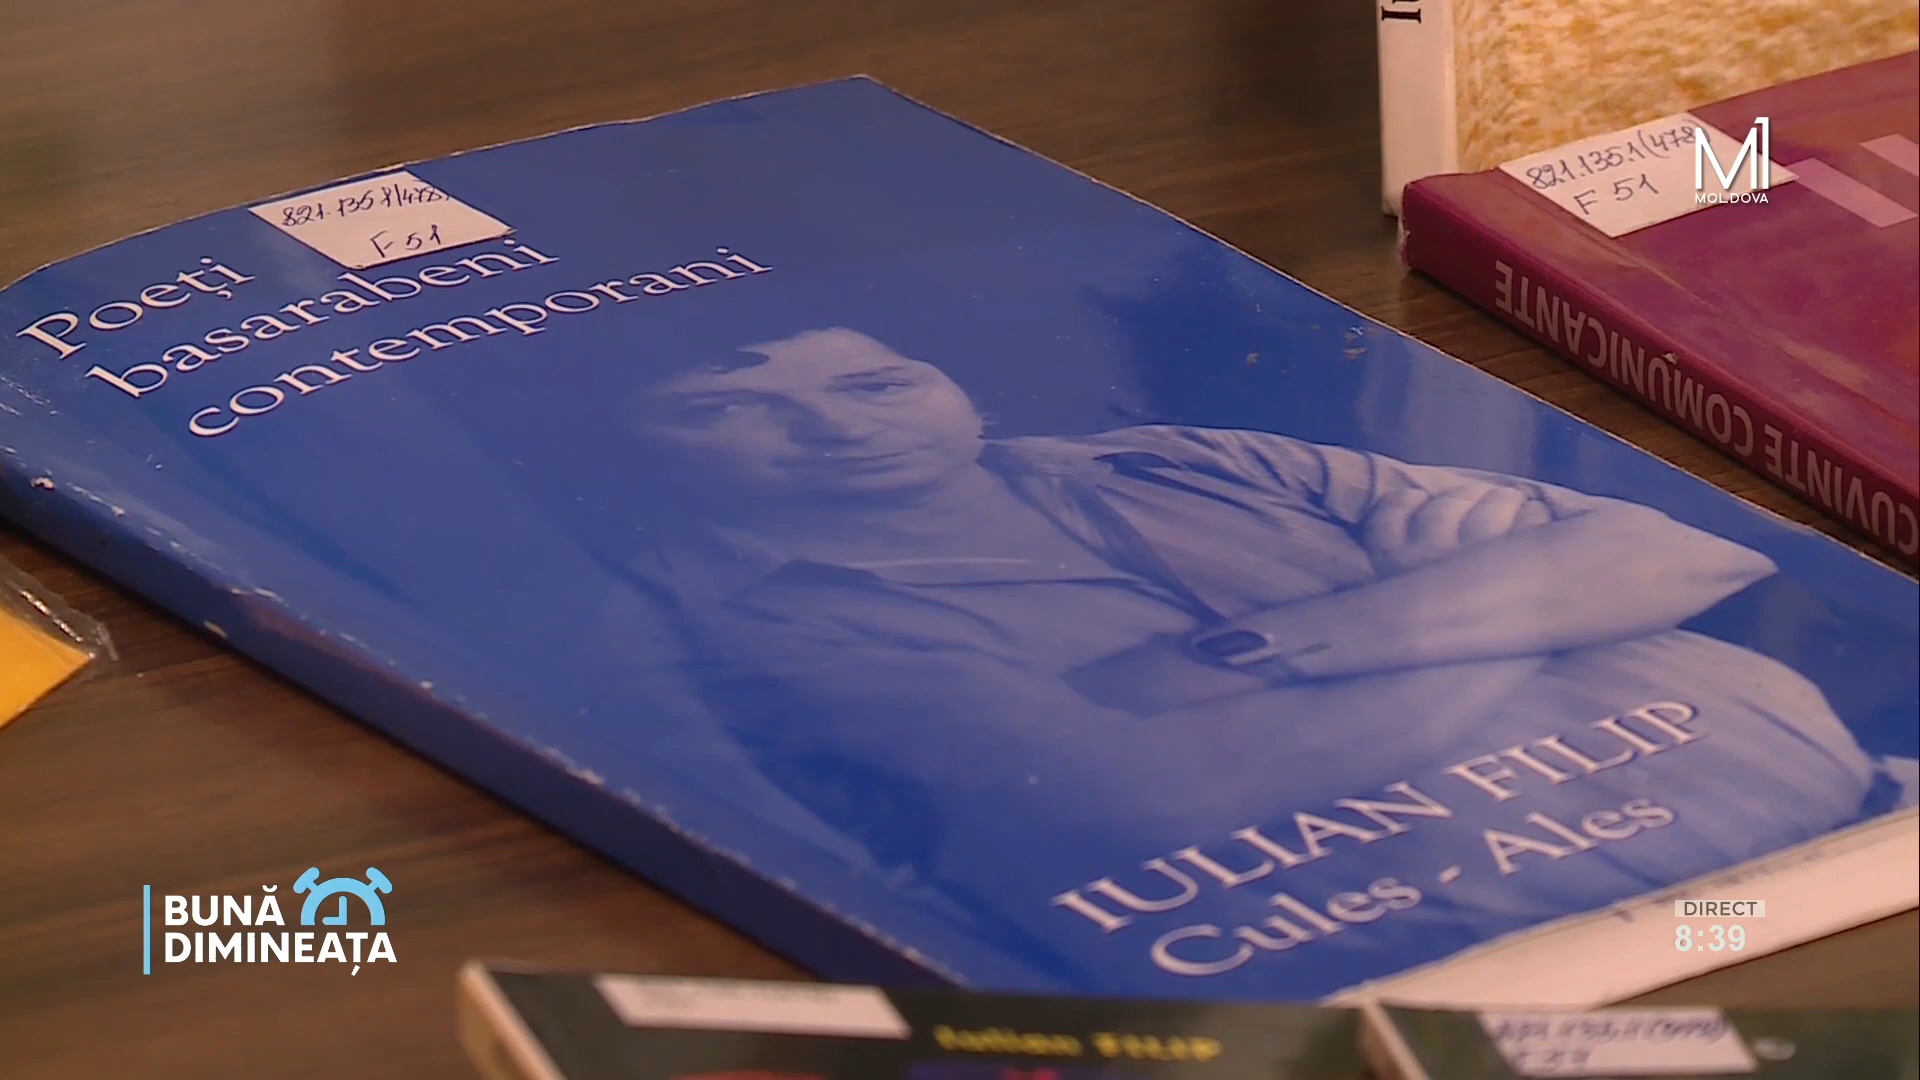 821.135.1(478)
F 51
Poeți
basarabeni
contemporani
IULIAN FILIP
Cules - Ales
821.135.1(478)
F 51
CUVINTE COMUNICANTE
M1
MOLDOVA
BUNĂ
DIMINEAȚA
DIRECT
8:39
Iulian FILIP